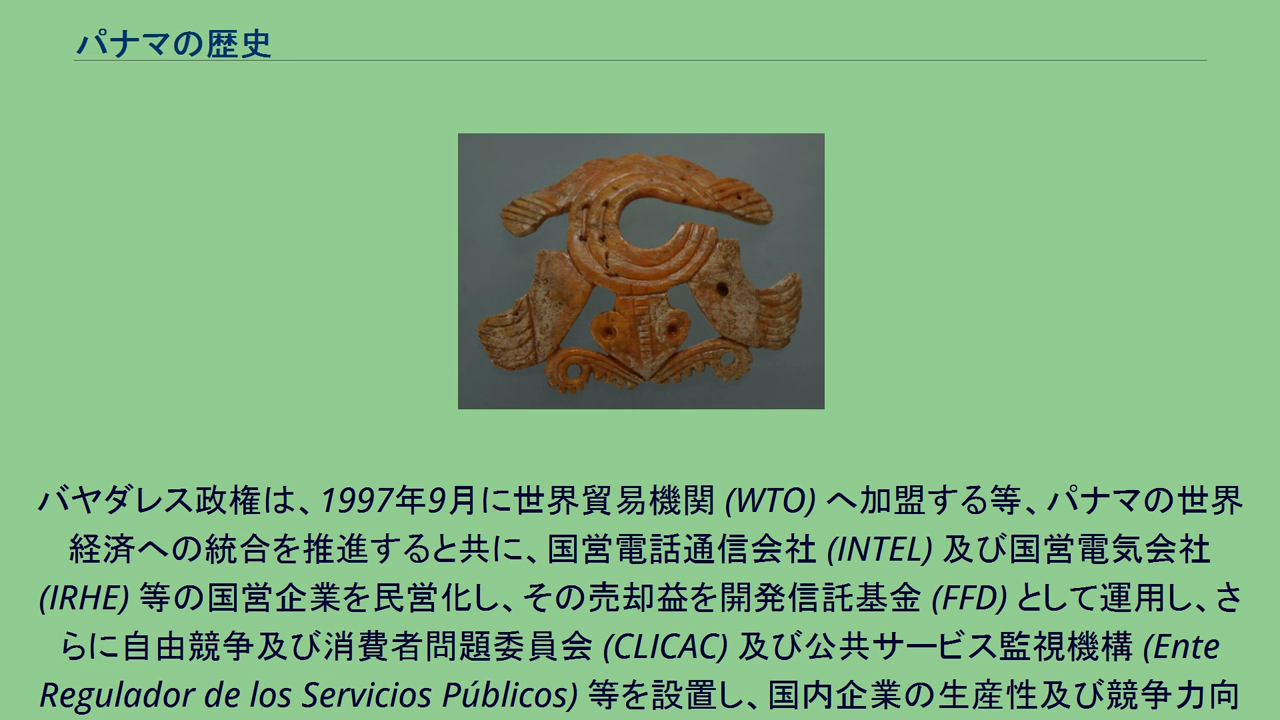 パナマの歴史
バヤダレス政権は、1997年9月に世界貿易機関 (WTO) へ加盟する等、パナマの世界
経済への統合を推進すると共に、国営電話通信会社 (INTEL) 及び国営電気会社
(IRHE) 等の国営企業を民営化し、その売却益を開発信託基金 (FFD) として運用し、さ
らに自由競争及び消費者問題委員会 (CLICAC) 及び公共サービス監視機構 (Ente
Regulador de los Servicios Públicos) 等を設置し、国内企業の生産性及び競争力向